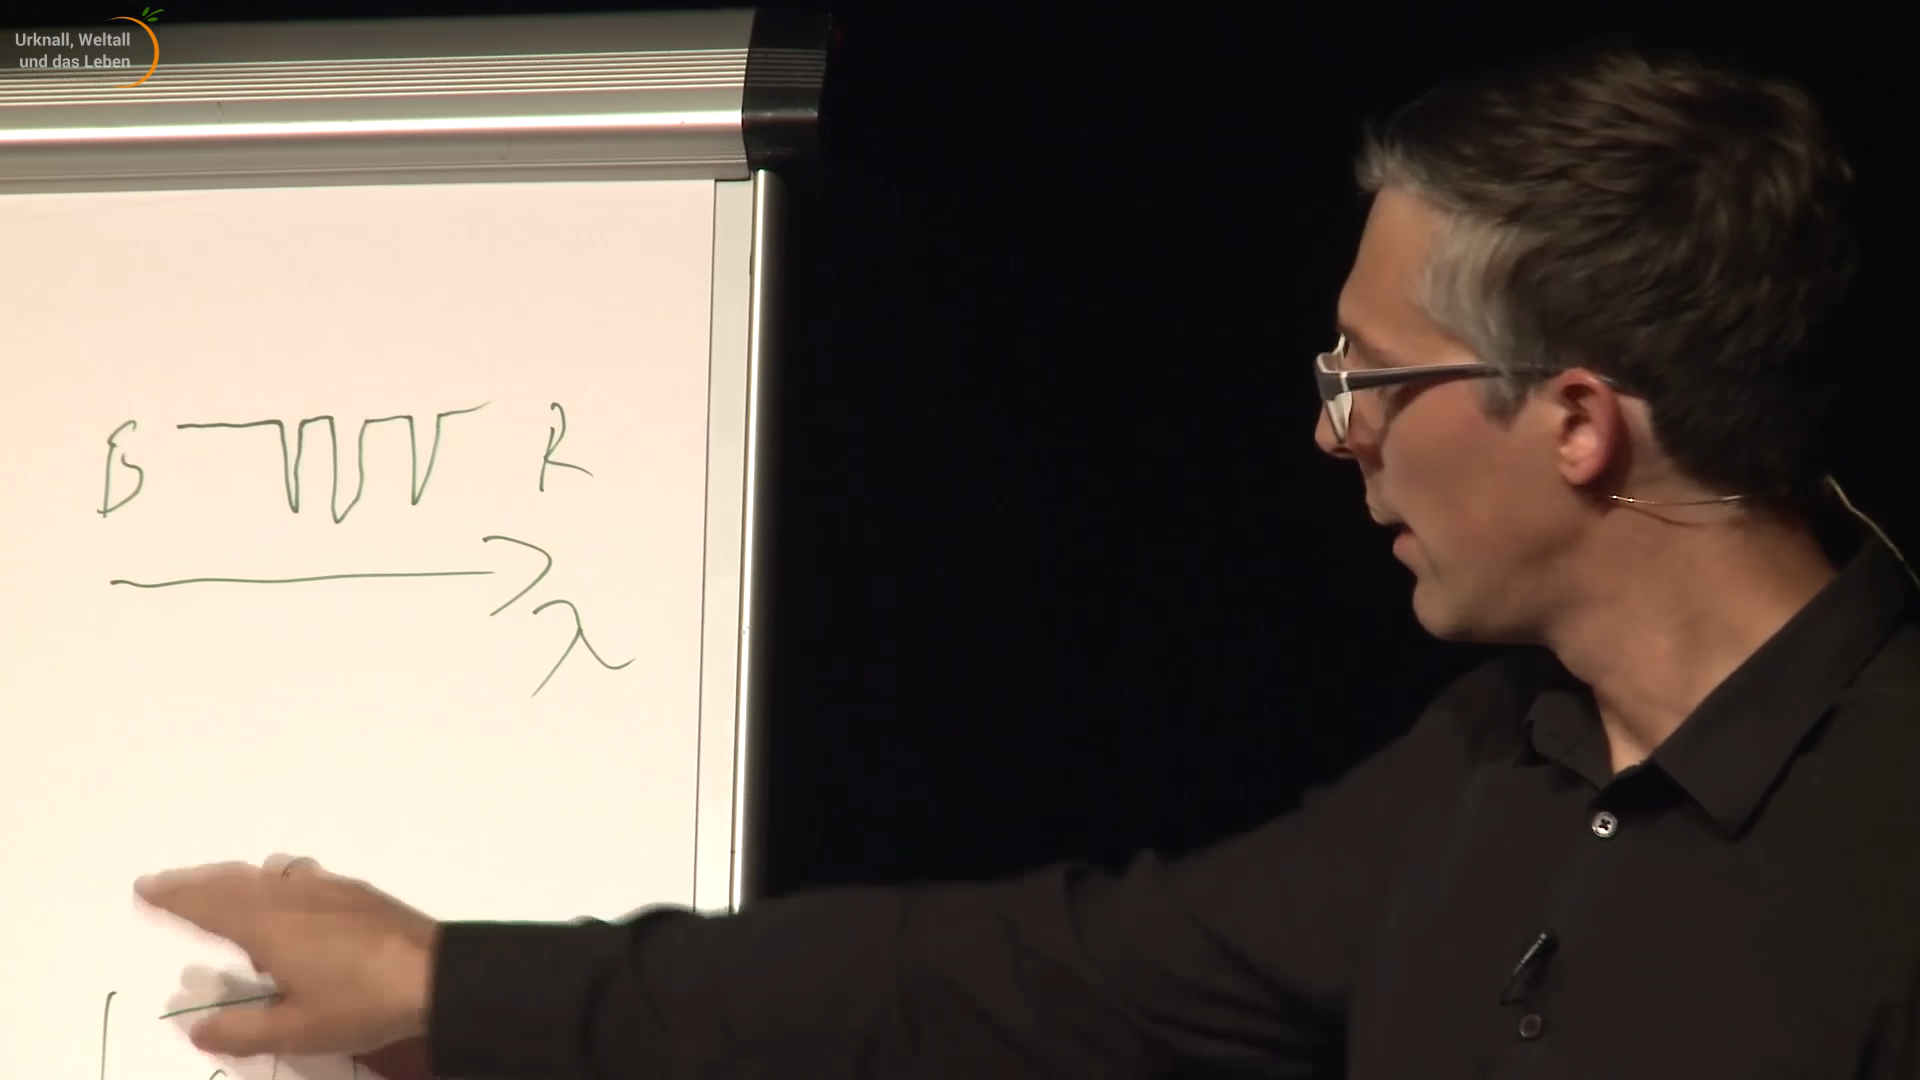 Urknall, Weltall
und das Leben
B R
λ